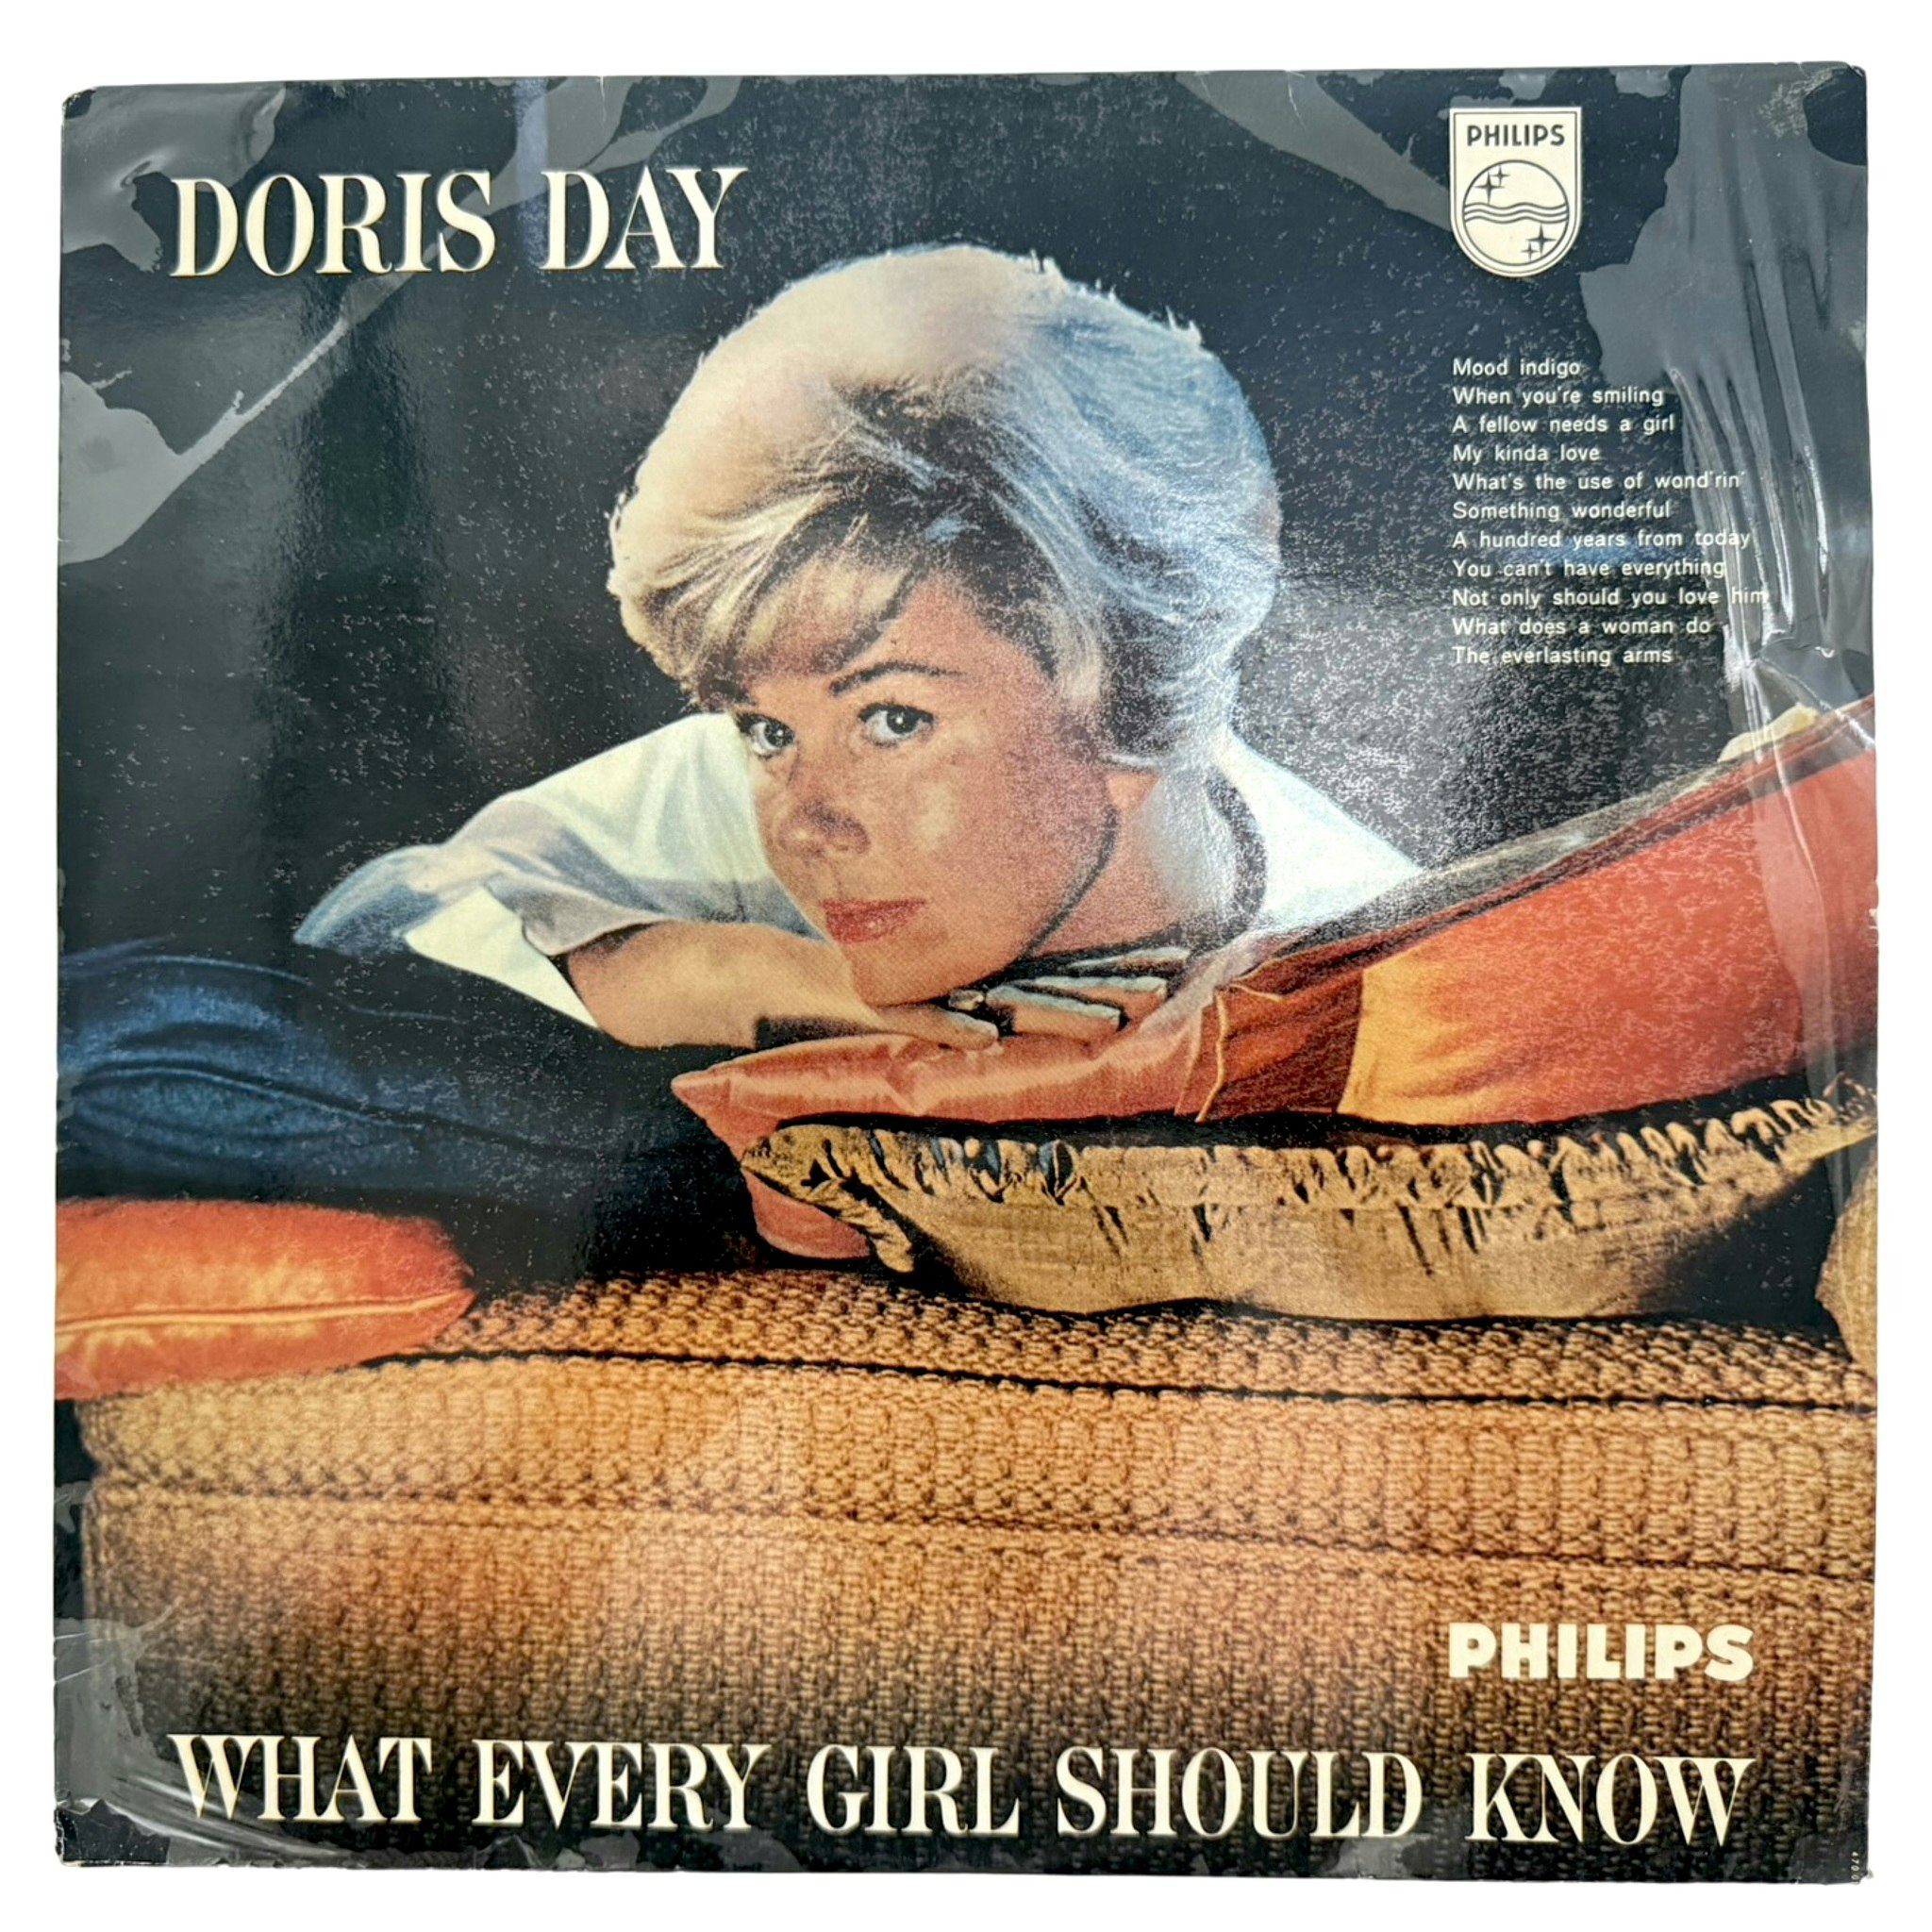 DORIS DAY
PHILIPS
Mood indigo
When you're smiling
A fellow needs a girl
My kinda love
What's the use of wond'rin'
Something wonderful
A hundred years from today
You can't have everything
Not only should you love him
What does a woman do
The everlasting arms
PHILIPS
WHAT EVERY GIRL SHOULD KNOW